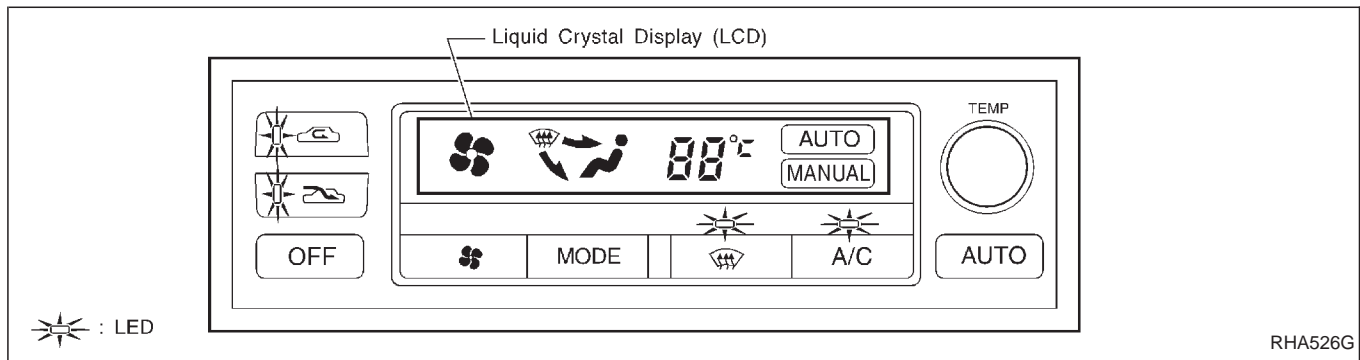 Liquid Crystal Display (LCD)
TEMP
88°C
AUTO
MANUAL
OFF
MODE
A/C
AUTO
: LED
RHA526G